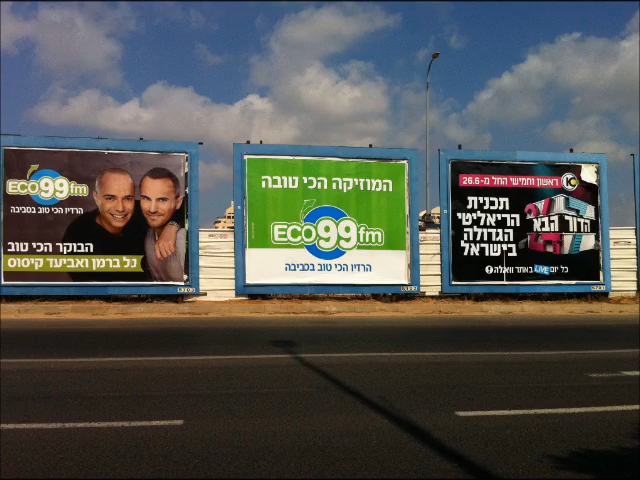 ECO99fm
הרדיו הכי טוב בסביבה
הבוקר הכי טוב
גל ברמן ואביעד קיסוס
המוזיקה הכי טובה
ECO99fm
הרדיו הכי טוב בסביבה
ראשון וחמישי החל מ-26.6
תכנית
הריאליטי
הגדולה
בישראל
הדור הבא
כל יום LIVE באתר וואלה